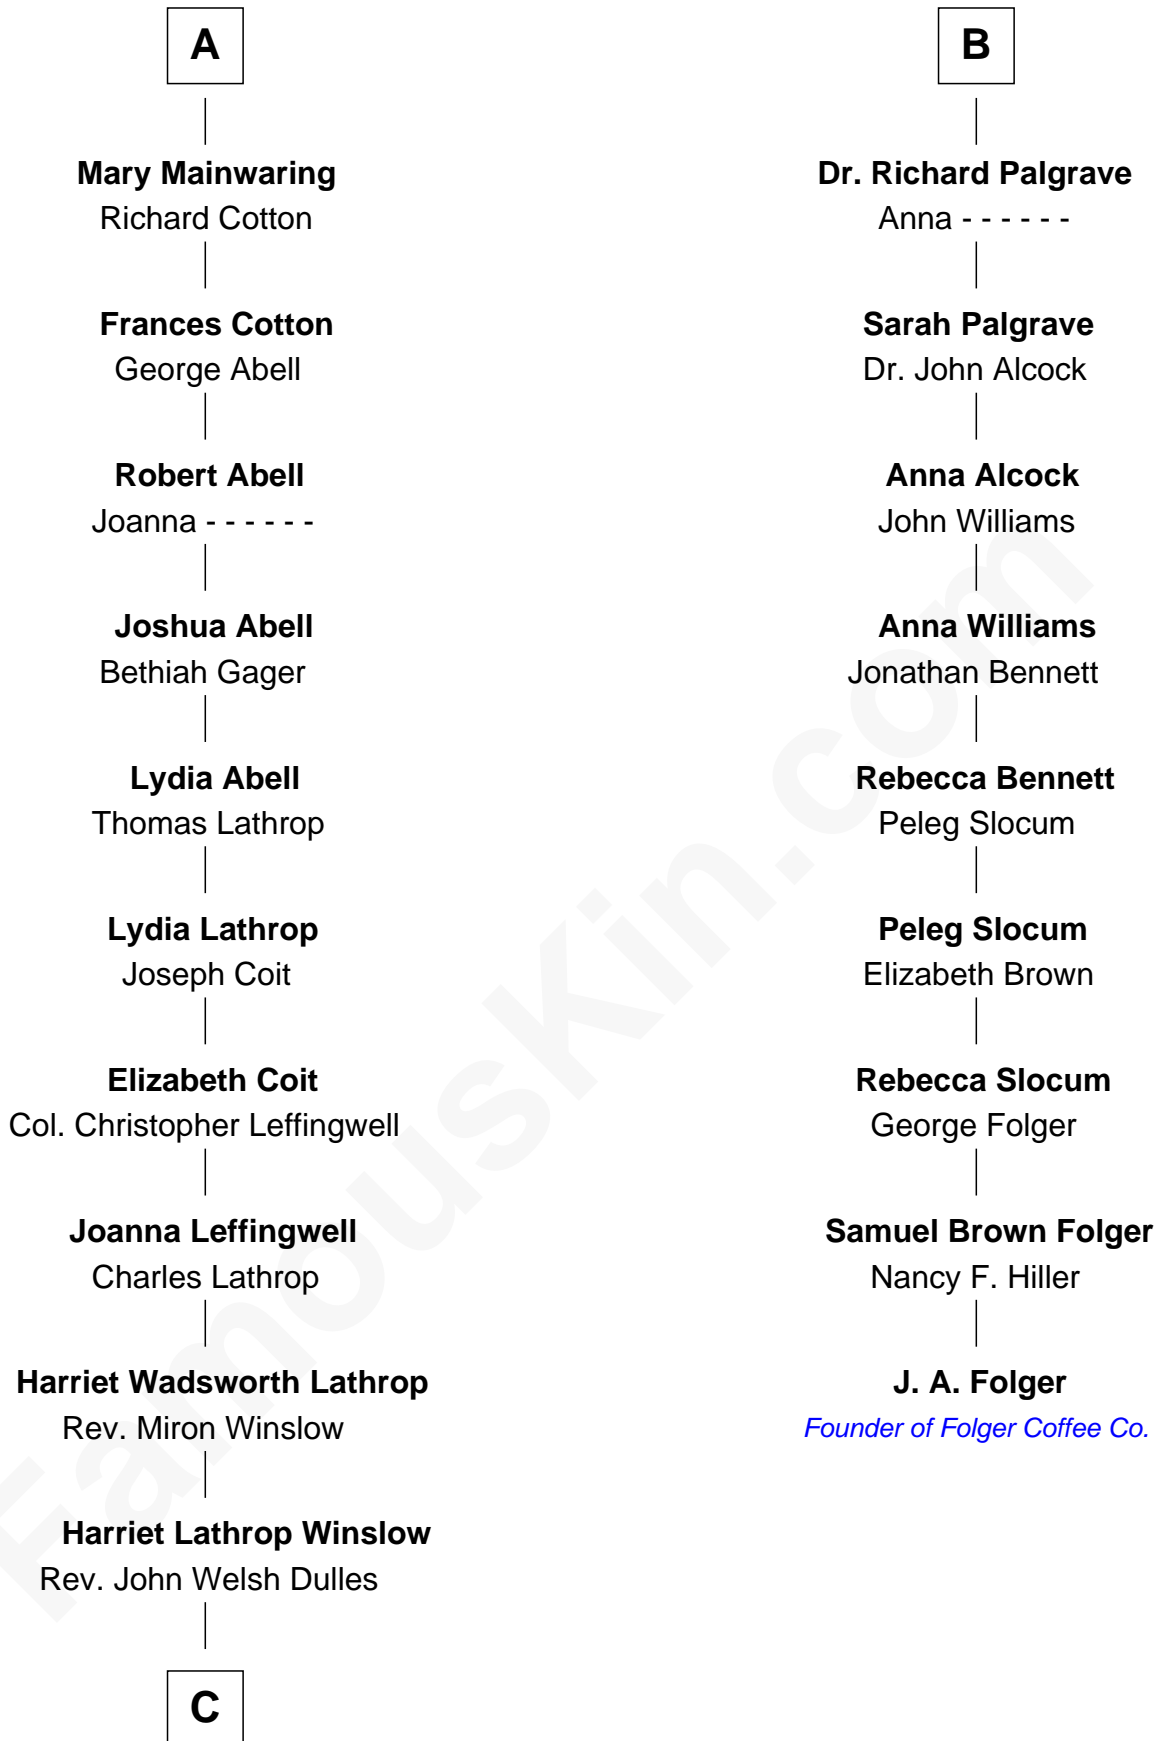 A
Mary Mainwaring
Richard Cotton
Frances Cotton
George Abell
Robert Abell
Joanna - - - - - -
Joshua Abell
Bethiah Gager
Lydia Abell
Thomas Lathrop
Lydia Lathrop
Joseph Coit
Elizabeth Coit
Col. Christopher Leffingwell
Joanna Leffingwell
Charles Lathrop
Harriet Wadsworth Lathrop
Rev. Miron Winslow
Harriet Lathrop Winslow
Rev. John Welsh Dulles
C
B
Dr. Richard Palgrave
Anna - - - - - -
Sarah Palgrave
Dr. John Alcock
Anna Alcock
John Williams
Anna Williams
Jonathan Bennett
Rebecca Bennett
Peleg Slocum
Peleg Slocum
Elizabeth Brown
Rebecca Slocum
George Folger
Samuel Brown Folger
Nancy F. Hiller
J. A. Folger
Founder of Folger Coffee Co.
FamousKin.com